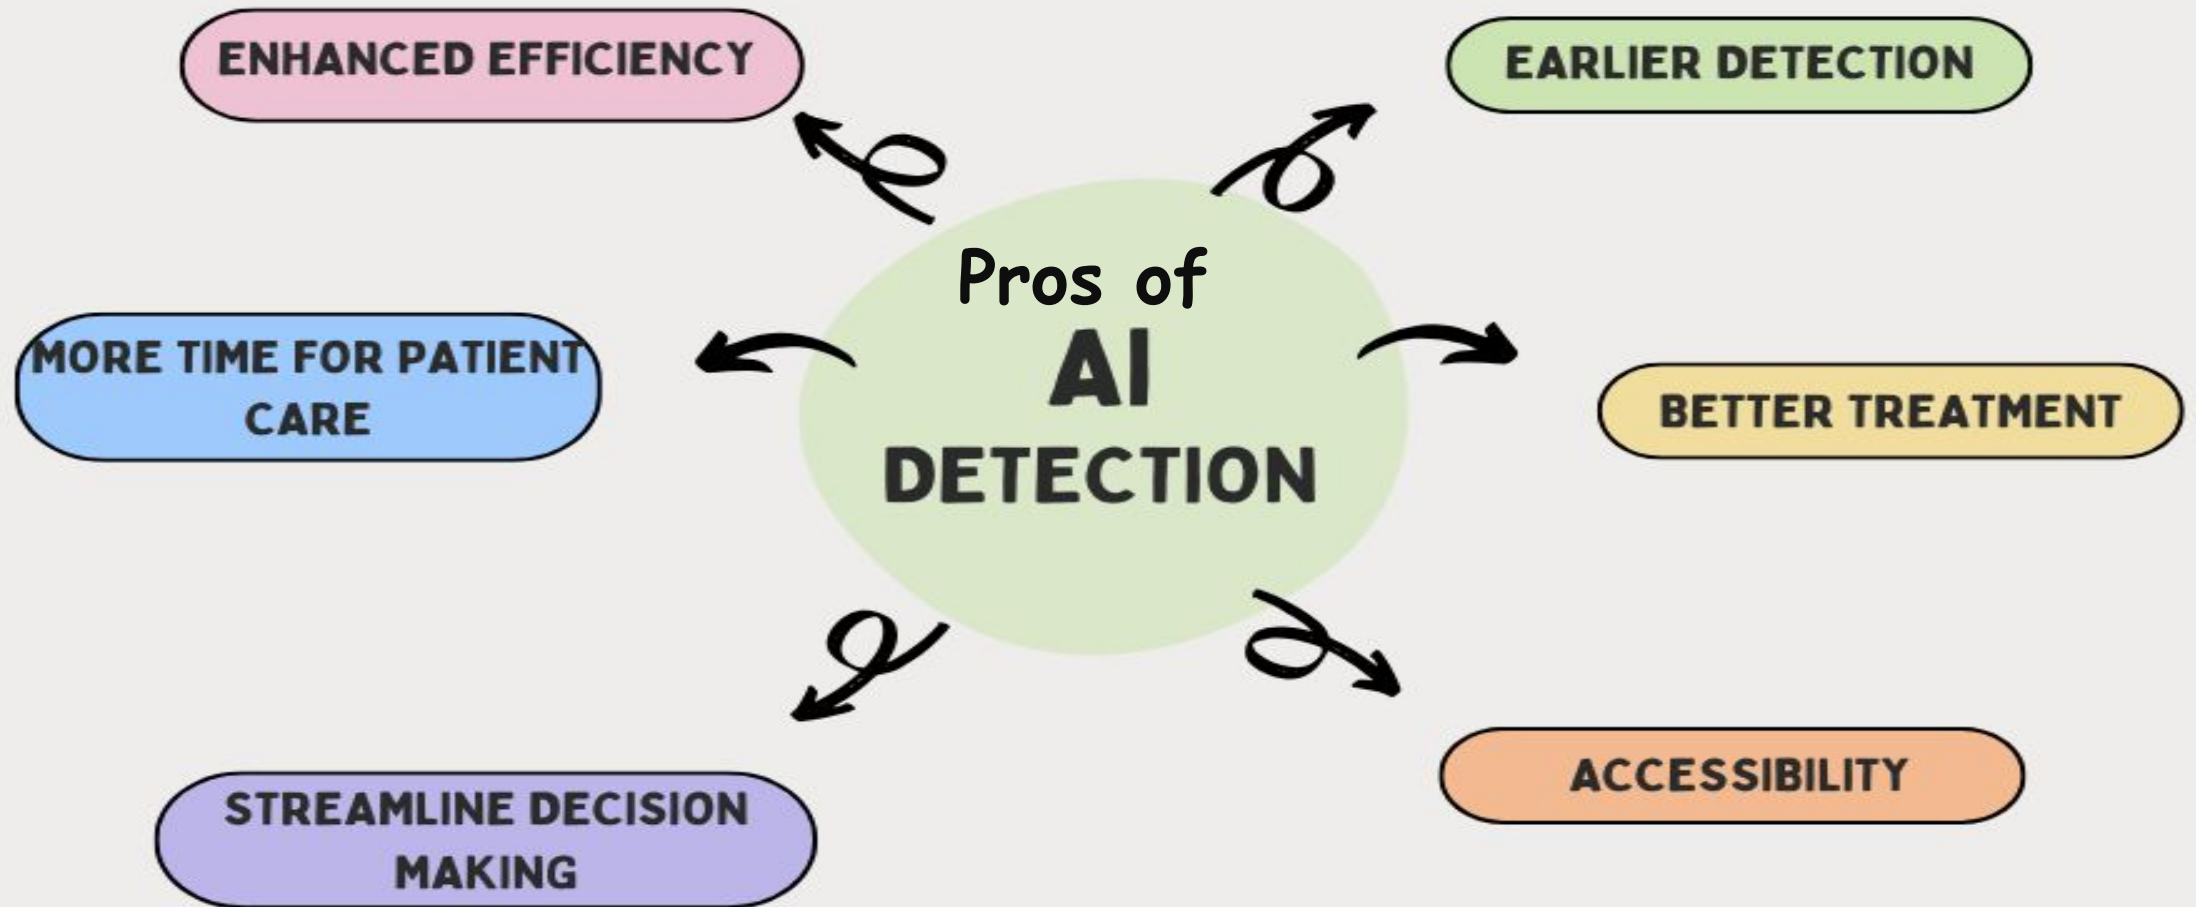 ENHANCED EFFICIENCY
EARLIER DETECTION
Pros of
AI
DETECTION
MORE TIME FOR PATIENT
CARE
BETTER TREATMENT
STREAMLINE DECISION
MAKING
ACCESSIBILITY